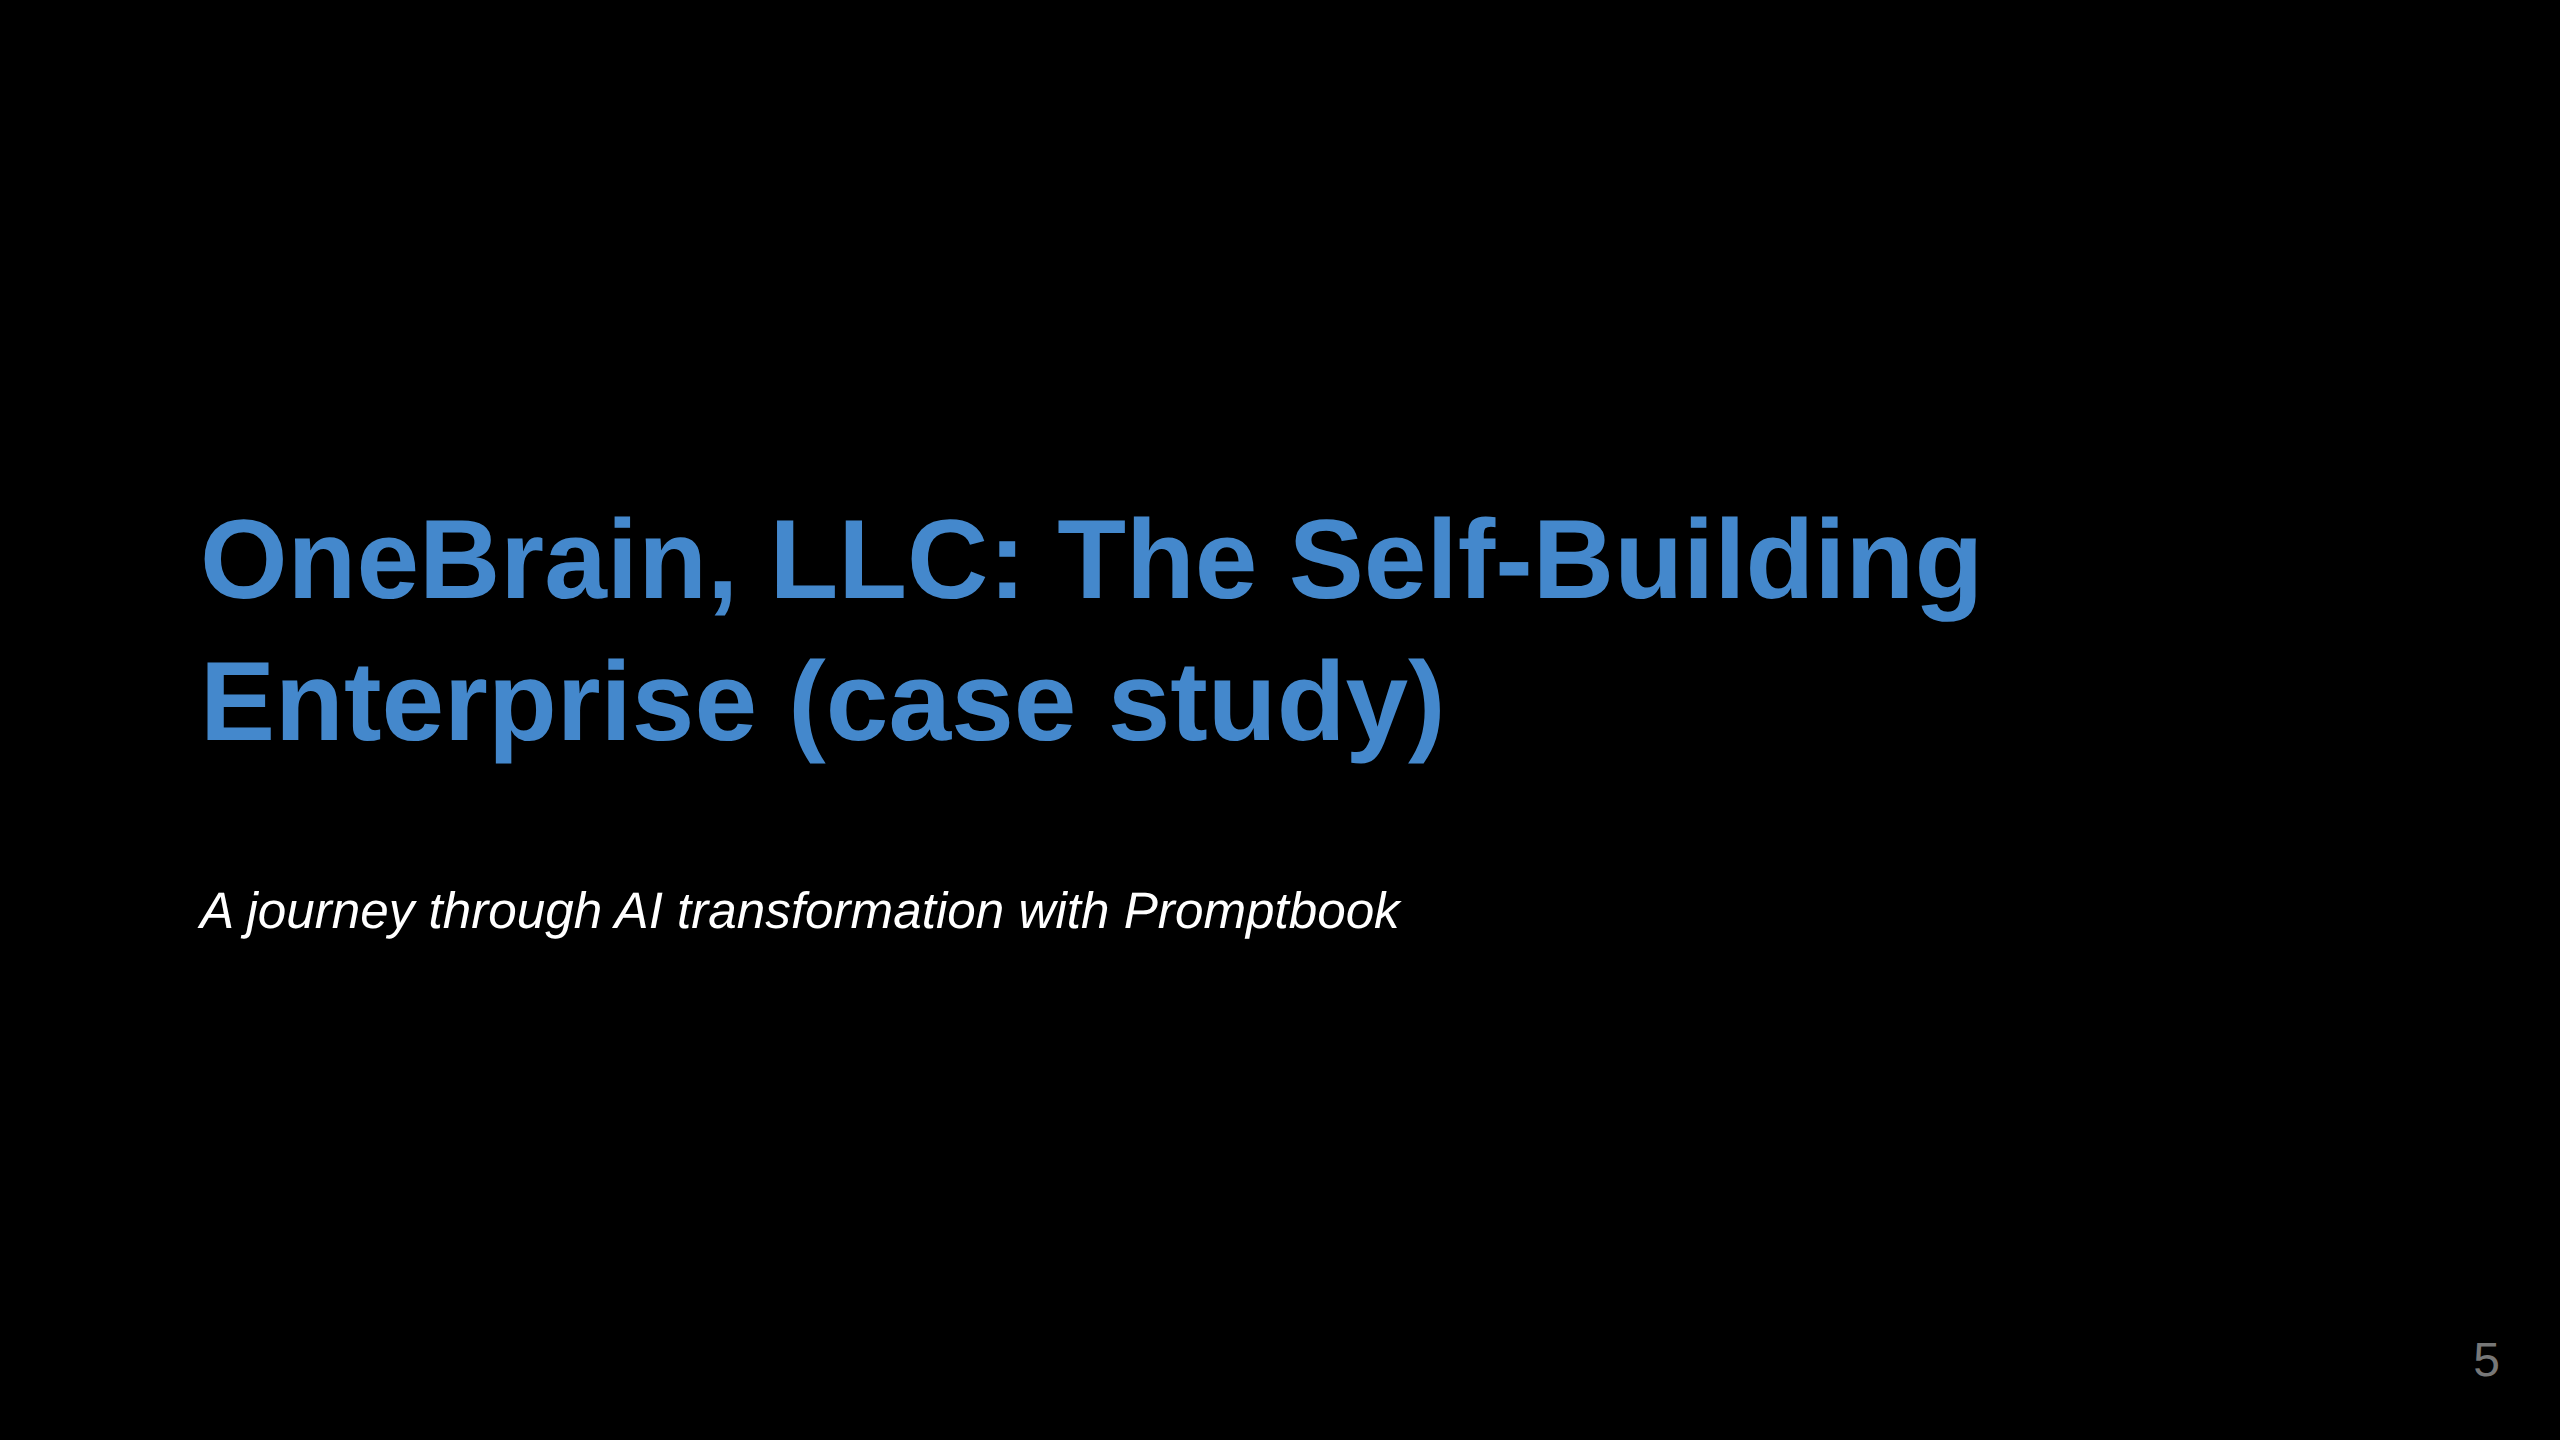 OneBrain, LLC: The Self-Building
Enterprise (case study)
A journey through AI transformation with Promptbook
5